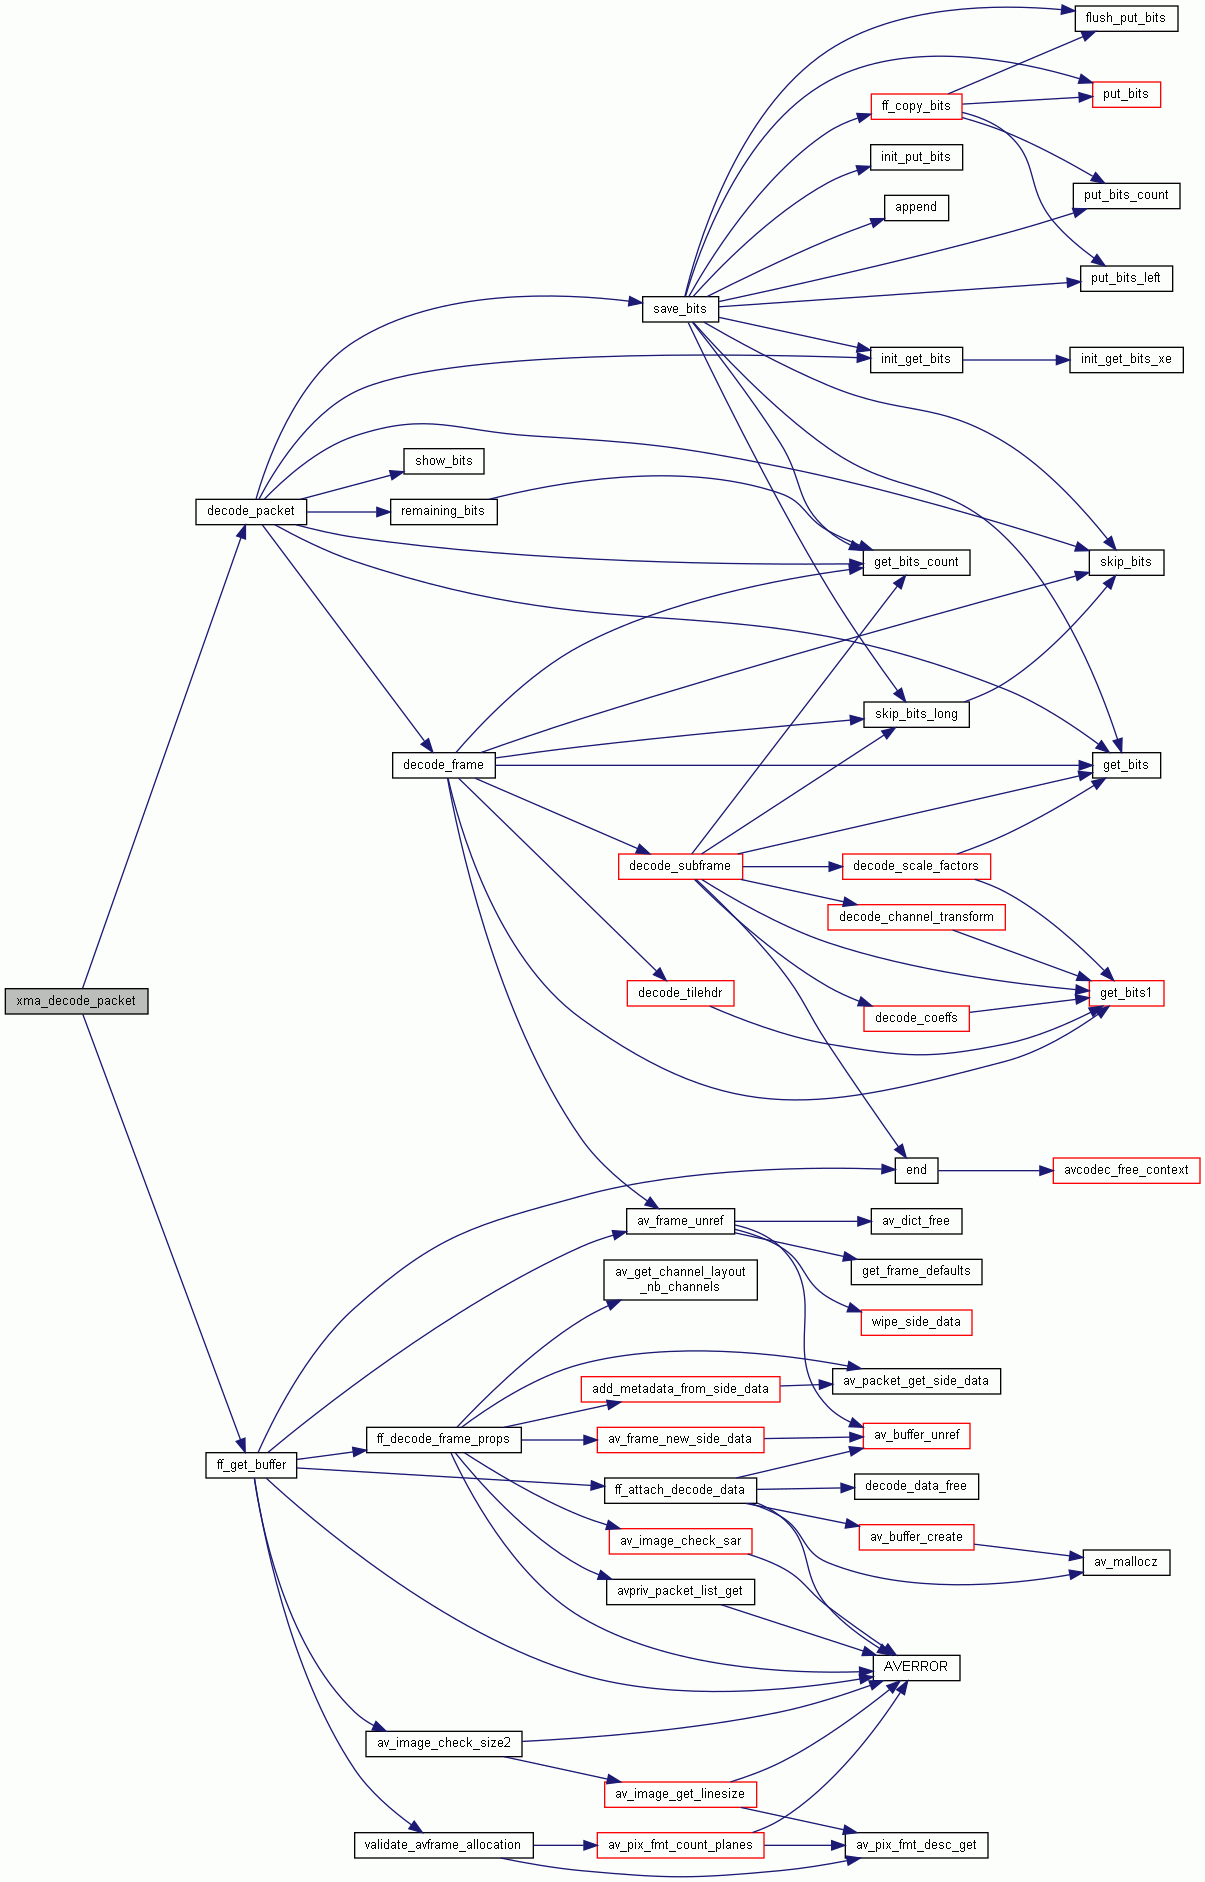 flush_put_bits
put_bits
ff_copy_bits
init_put_bits
put_bits_count
append
put_bits_left
save_bits
init_get_bits
init_get_bits_xe
show_bits
decode_packet
remaining_bits
get_bits_count
skip_bits
skip_bits_long
decode_frame
get_bits
decode_subframe
decode_scale_factors
decode_channel_transform
decode_tilehdr
get_bits1
xma_decode_packet
decode_coeffs
end
avcodec_free_context
av_frame_unref
av_dict_free
get_frame_defaults
av_get_channel_layout
_nb_channels
wipe_side_data
av_packet_get_side_data
add_metadata_from_side_data
ff_decode_frame_props
av_frame_new_side_data
av_buffer_unref
ff_get_buffer
ff_attach_decode_data
decode_data_free
av_image_check_sar
av_buffer_create
av_mallocz
avpriv_packet_list_get
AVERROR
av_image_check_size2
av_image_get_linesize
validate_avframe_allocation
av_pix_fmt_count_planes
av_pix_fmt_desc_get